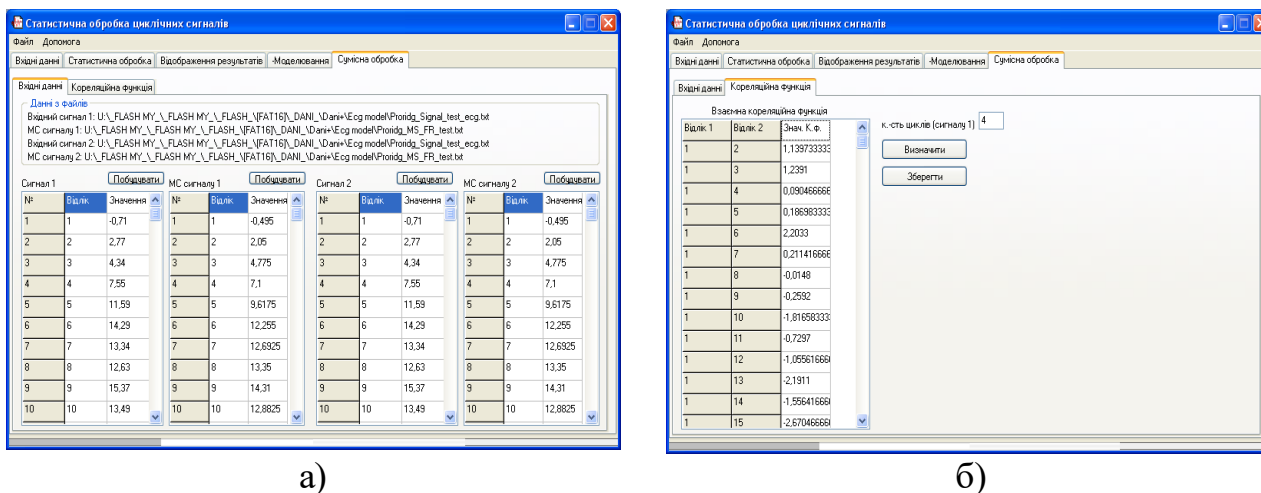 Статистична обробка циклічних сигналів
Файл Допомога
Вхідні данні Статистична обробка Відображення результатів -Моделювання Сумісна обробка
Вхідні данні Кореляційна функція
Данні з файлів
Вхідний сигнал 1: U:\_FLASH MY_\_FLASH MY_\_FLASH_\[FAT16]\_DANI_\Dani+\Ecg model\Proridg_Signal_test_ecg.txt
МС сигналу 1: U:\_FLASH MY_\_FLASH MY_\_FLASH_\[FAT16]\_DANI_\Dani+\Ecg model\Proridg_MS_FR_test.txt
Вхідний сигнал 2: U:\_FLASH MY_\_FLASH MY_\_FLASH_\[FAT16]\_DANI_\Dani+\Ecg model\Proridg_Signal_test_ecg.txt
МС сигналу 2: U:\_FLASH MY_\_FLASH MY_\_FLASH_\[FAT16]\_DANI_\Dani+\Ecg model\Proridg_MS_FR_test.txt
Сигнал 1 Побудувати МС сигналу 1 Побудувати Сигнал 2 Побудувати МС сигналу 2 Побудувати
№ Відлік Значення № Відлік Значення № Відлік Значення № Відлік Значення
1 1 -0,71 1 1 -0,495 1 1 -0,71 1 1 -0,495
2 2 2,77 2 2 2,05 2 2 2,77 2 2 2,05
3 3 4,34 3 3 4,775 3 3 4,34 3 3 4,775
4 4 7,55 4 4 7,1 4 4 7,55 4 4 7,1
5 5 11,59 5 5 9,6175 5 5 11,59 5 5 9,6175
6 6 14,29 6 6 12,255 6 6 14,29 6 6 12,255
7 7 13,34 7 7 12,6925 7 7 13,34 7 7 12,6925
8 8 12,63 8 8 13,35 8 8 12,63 8 8 13,35
9 9 15,37 9 9 14,31 9 9 15,37 9 9 14,31
10 10 13,49 10 10 12,8825 10 10 13,49 10 10 12,8825
а)
Статистична обробка циклічних сигналів
Файл Допомога
Вхідні данні Статистична обробка Відображення результатів -Моделювання Сумісна обробка
Вхідні данні Кореляційна функція
Взаємна кореляційна функція
Відлік 1 Відлік 2 Знач. К.ф.
1 2 1,139733333
1 3 1,2391
1 4 0,09046666
1 5 0,186983333
1 6 2,2033
1 7 0,211416666
1 8 -0,0148
1 9 -0,2592
1 10 -1,81658333
1 11 -0,7297
1 12 -1,05561666
1 13 -2,1911
1 14 -1,55641666
1 15 -2,67046666
к.-сть циклів (сигналу 1) 4
Визначити
Зберегти
б)